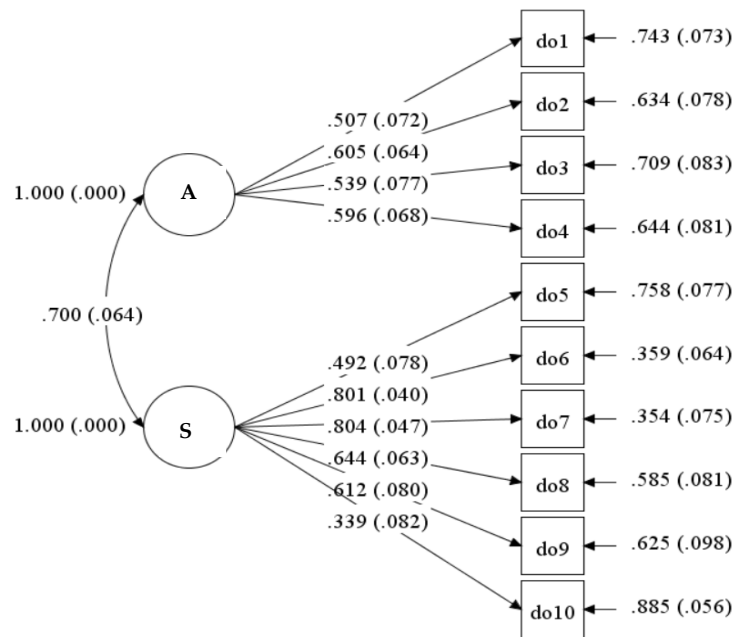 do1 .743 (.073)
.507 (.072)
do2 .634 (.078)
.605 (.064)
do3 .709 (.083)
.539 (.077)
1.000 (.000) A
.596 (.068)
do4 .644 (.081)
do5 .758 (.077)
.700 (.064)
do6 .359 (.064)
.492 (.078)
.801 (.040)
do7 .354 (.075)
1.000 (.000) S
.804 (.047)
.644 (.063)
do8 .585 (.081)
.612 (.080)
.339 (.082)
do9 .625 (.098)
do10 .885 (.056)